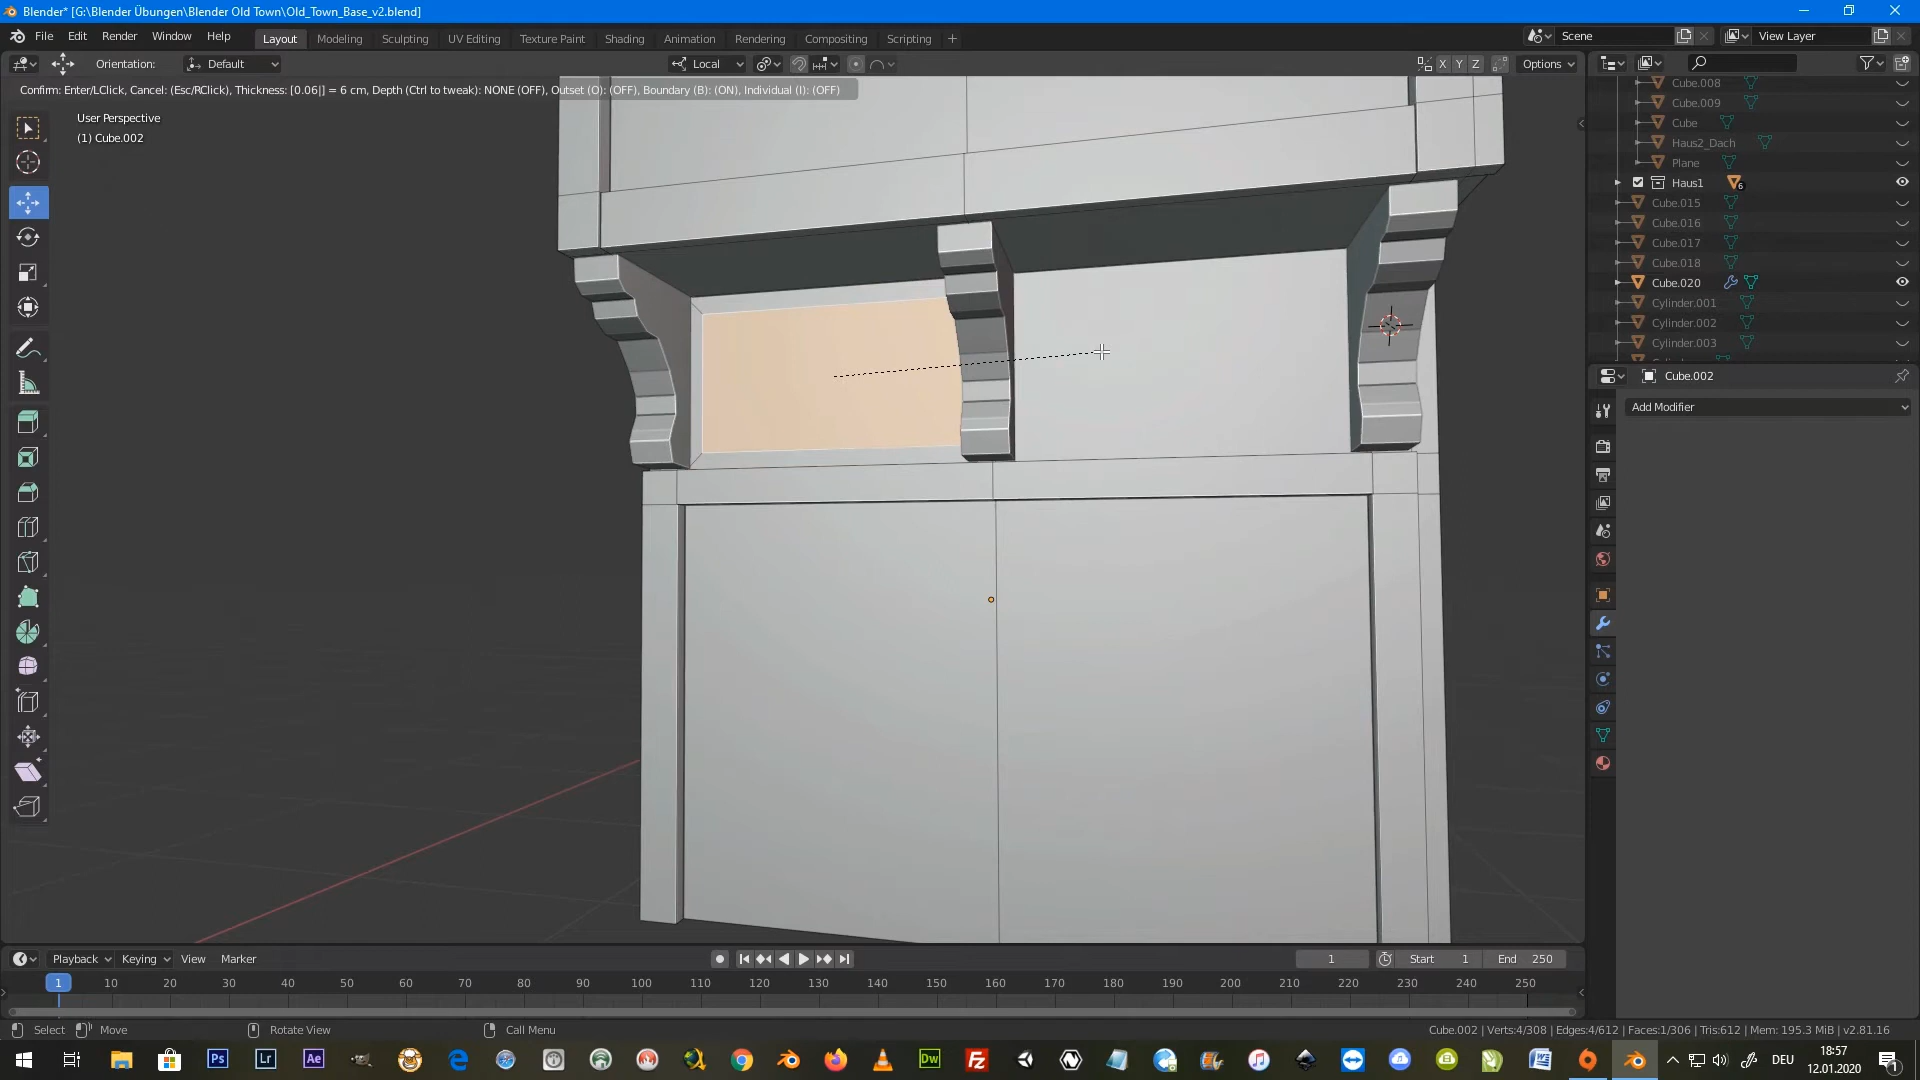 Blender* [G:\Blender Übungen\Blender Old Town\Old_Town_Base_v2.blend]
File Edit Render Window Help Layout Modeling Sculpting UV Editing Texture Paint Shading Animation Rendering Compositing Scripting + Scene View Layer
Orientation: Default Local X Y Z Options
Confirm: Enter/LClick, Cancel: (Esc/RClick), Thickness: [0.06|] = 6 cm, Depth (Ctrl to tweak): NONE (OFF), Outset (O): (OFF), Boundary (B): (ON), Individual (I): (OFF)
User Perspective
(1) Cube.002
Cube.008
Cube.009
Cube
Haus2_Dach
Plane
Haus1 6
Cube.015
Cube.016
Cube.017
Cube.018
Cube.020
Cylinder.001
Cylinder.002
Cylinder.003
Cube.002
Add Modifier
Playback Keying View Marker 1 Start 1 End 250
1 10 20 30 40 50 60 70 80 90 100 110 120 130 140 150 160 170 180 190 200 210 220 230 240 250
Select Move Rotate View Call Menu Cube.002 | Verts:4/308 | Edges:4/612 | Faces:1/306 | Tris:612 | Mem: 195.3 MiB | v2.81.16
Ps Lr Ae Dw Fz DEU 18:57
12.01.2020 1